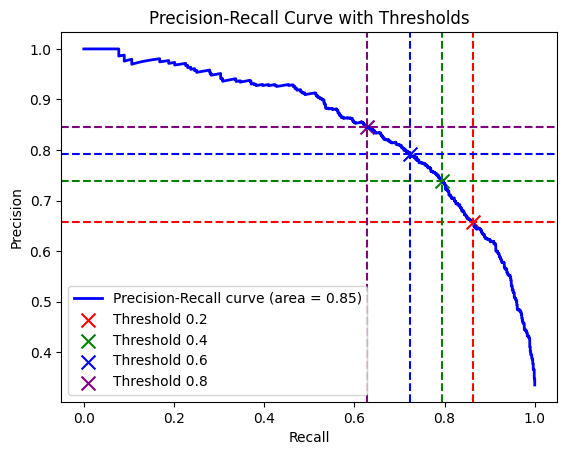 Precision-Recall Curve with Thresholds
1.0
0.9
0.8
0.7
0.6
0.5
0.4
Precision
Precision-Recall curve (area = 0.85)
Threshold 0.2
Threshold 0.4
Threshold 0.6
Threshold 0.8
0.0
0.2
0.4
0.6
0.8
1.0
Recall